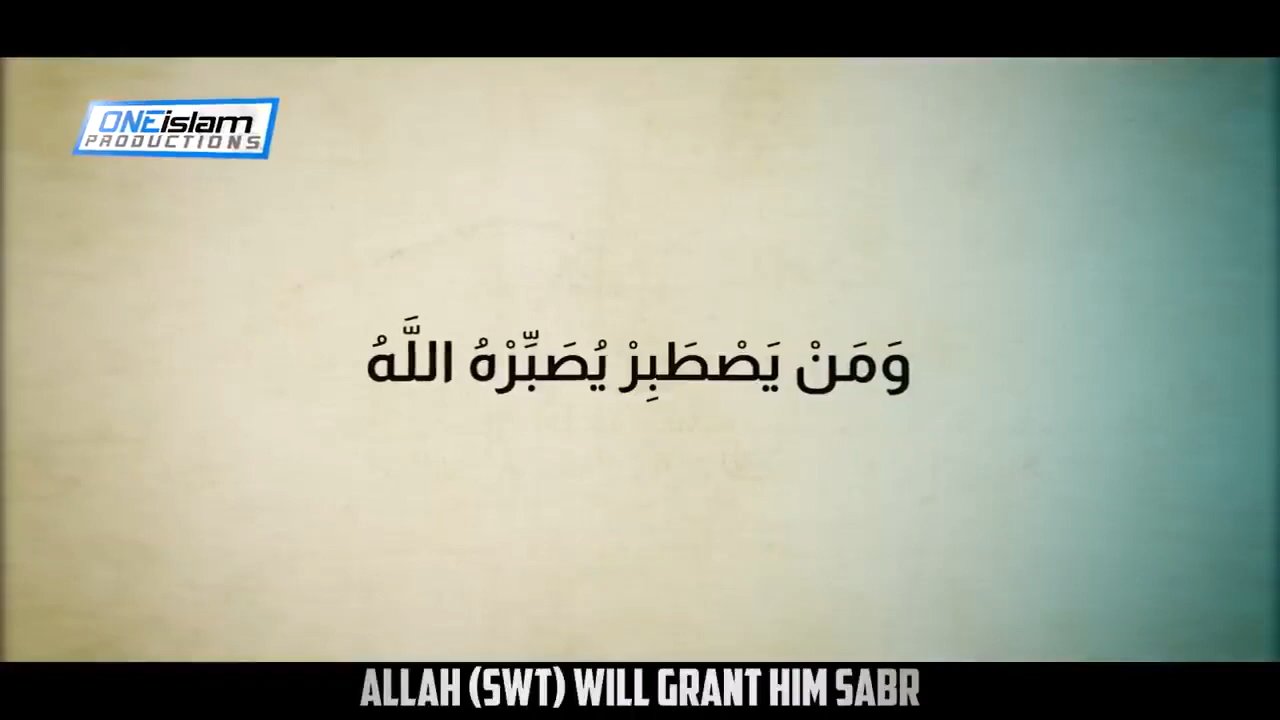 ONEislam
PRODUCTIONS
وَمَنْ يَصْطَبِرْ يُصَبِّرْهُ اللَّهُ
ALLAH (SWT) WILL GRANT HIM SABR